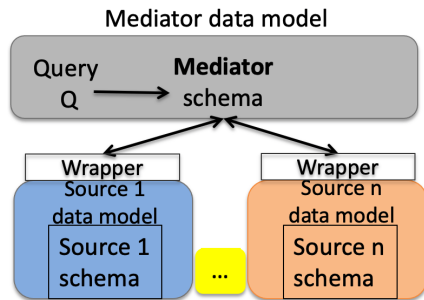 Mediator data model
Query
Q
Mediator
schema
Wrapper
Source 1
data model
Source 1
schema
...
Wrapper
Source n
data model
Source n
schema